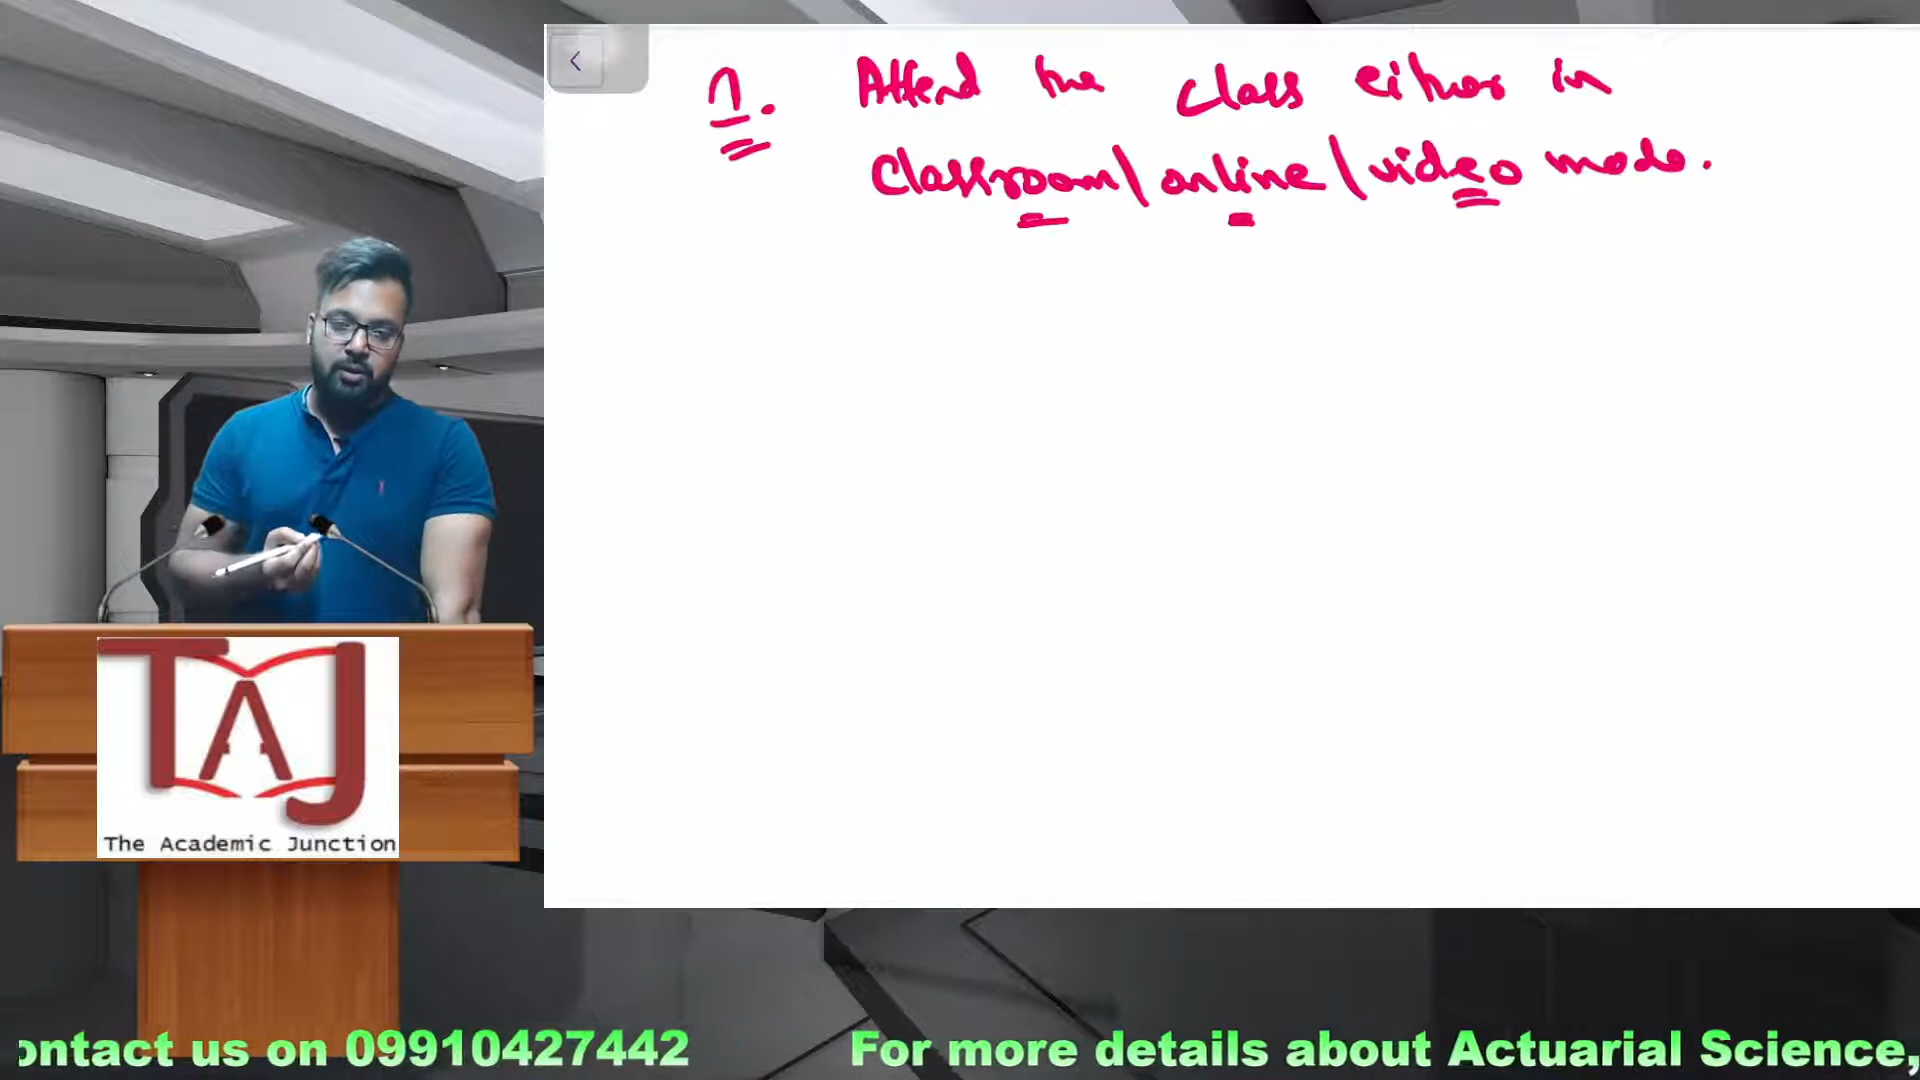 1. Attend the class either in
classroom/online/video mode.
TAJ
The Academic Junction
ontact us on 09910427442 For more details about Actuarial Science,